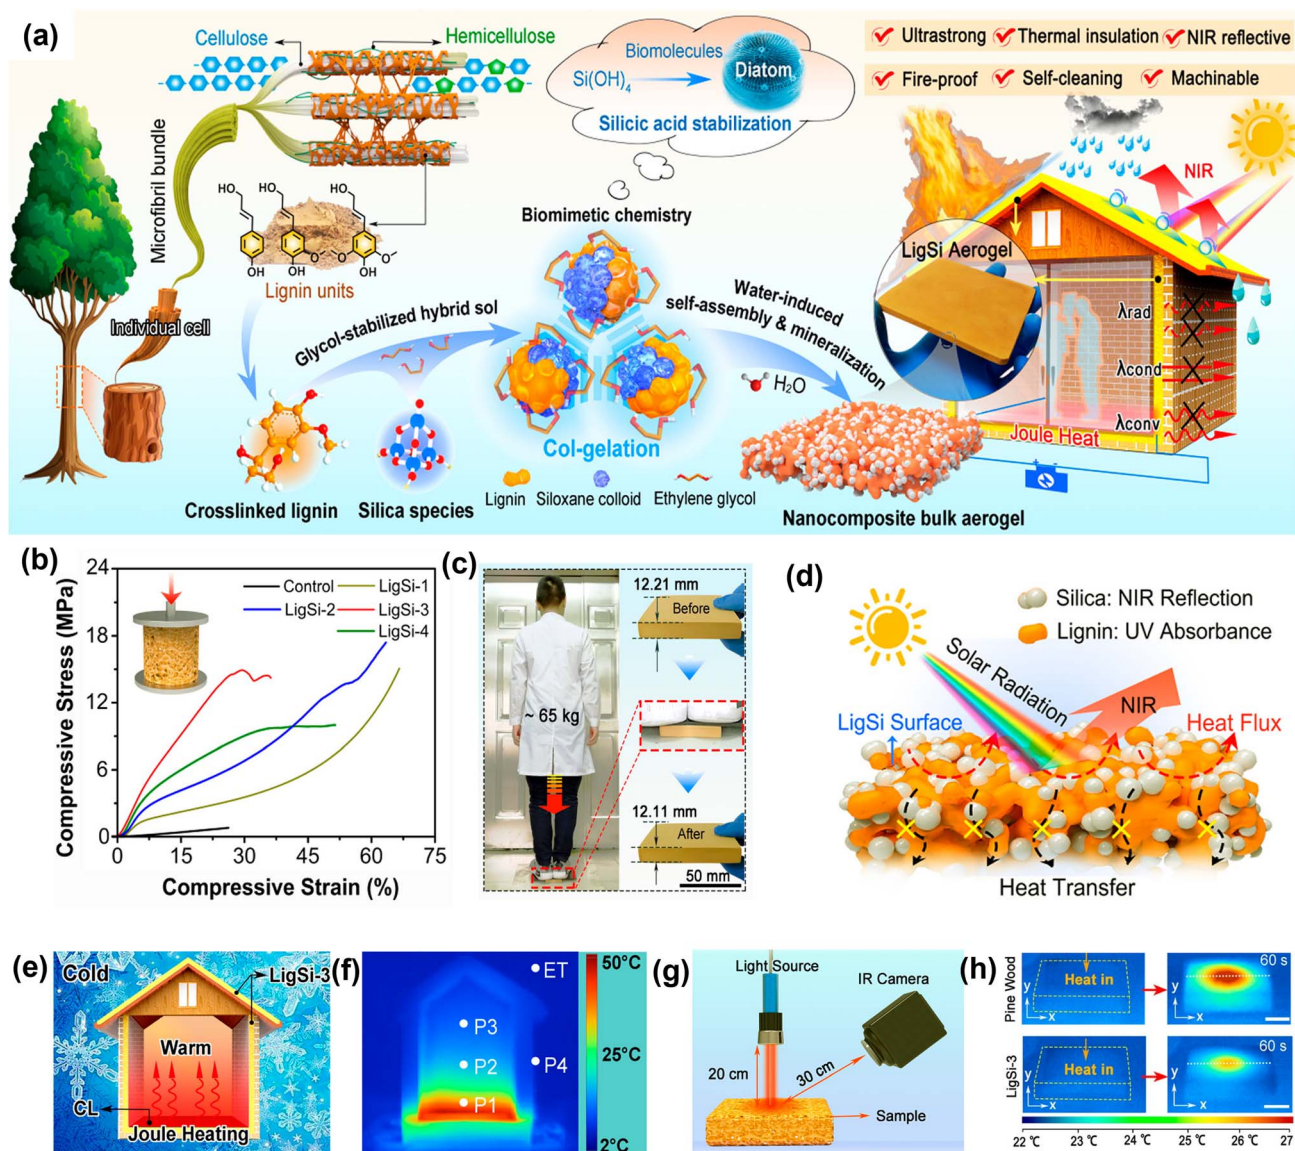 (a)
Cellulose
Hemicellulose
Microfibril bundle
Individual cell
HO
HO
HO
OH
OH
OH
O
O
O
Lignin units
Biomolecules
Si(OH)4
Diatom
Silicic acid stabilization
Biomimetic chemistry
Glycol-stabilized hybrid sol
Col-gelation
Crosslinked lignin
Silica species
Lignin
Siloxane colloid
Ethylene glycol
Water-induced
self-assembly & mineralization
H2O
Nanocomposite bulk aerogel
Ultrastrong
Thermal insulation
NIR reflective
Fire-proof
Self-cleaning
Machinable
NIR
LigSi Aerogel
λrad
λcond
λconv
Joule Heat
N
(b)
Compressive Stress (MPa)
24
18
12
6
0
0 15 30 45 60 75
Compressive Strain (%)
Control
LigSi-1
LigSi-2
LigSi-3
LigSi-4
(c)
~ 65 kg
12.21 mm
Before
12.11 mm
After
50 mm
(d)
Silica: NIR Reflection
Lignin: UV Absorbance
Solar Radiation
NIR
LigSi Surface
Heat Flux
Heat Transfer
(e)
Cold
LigSi-3
Warm
CL
Joule Heating
(f)
ET
P3
P2
P4
P1
50°C
25°C
2°C
(g)
Light Source
IR Camera
20 cm
30 cm
Sample
(h)
Pine Wood
Heat in
y
x
60 s
y
x
LigSi-3
Heat in
y
x
60 s
y
x
22 °C 23 °C 24 °C 25 °C 26 °C 27